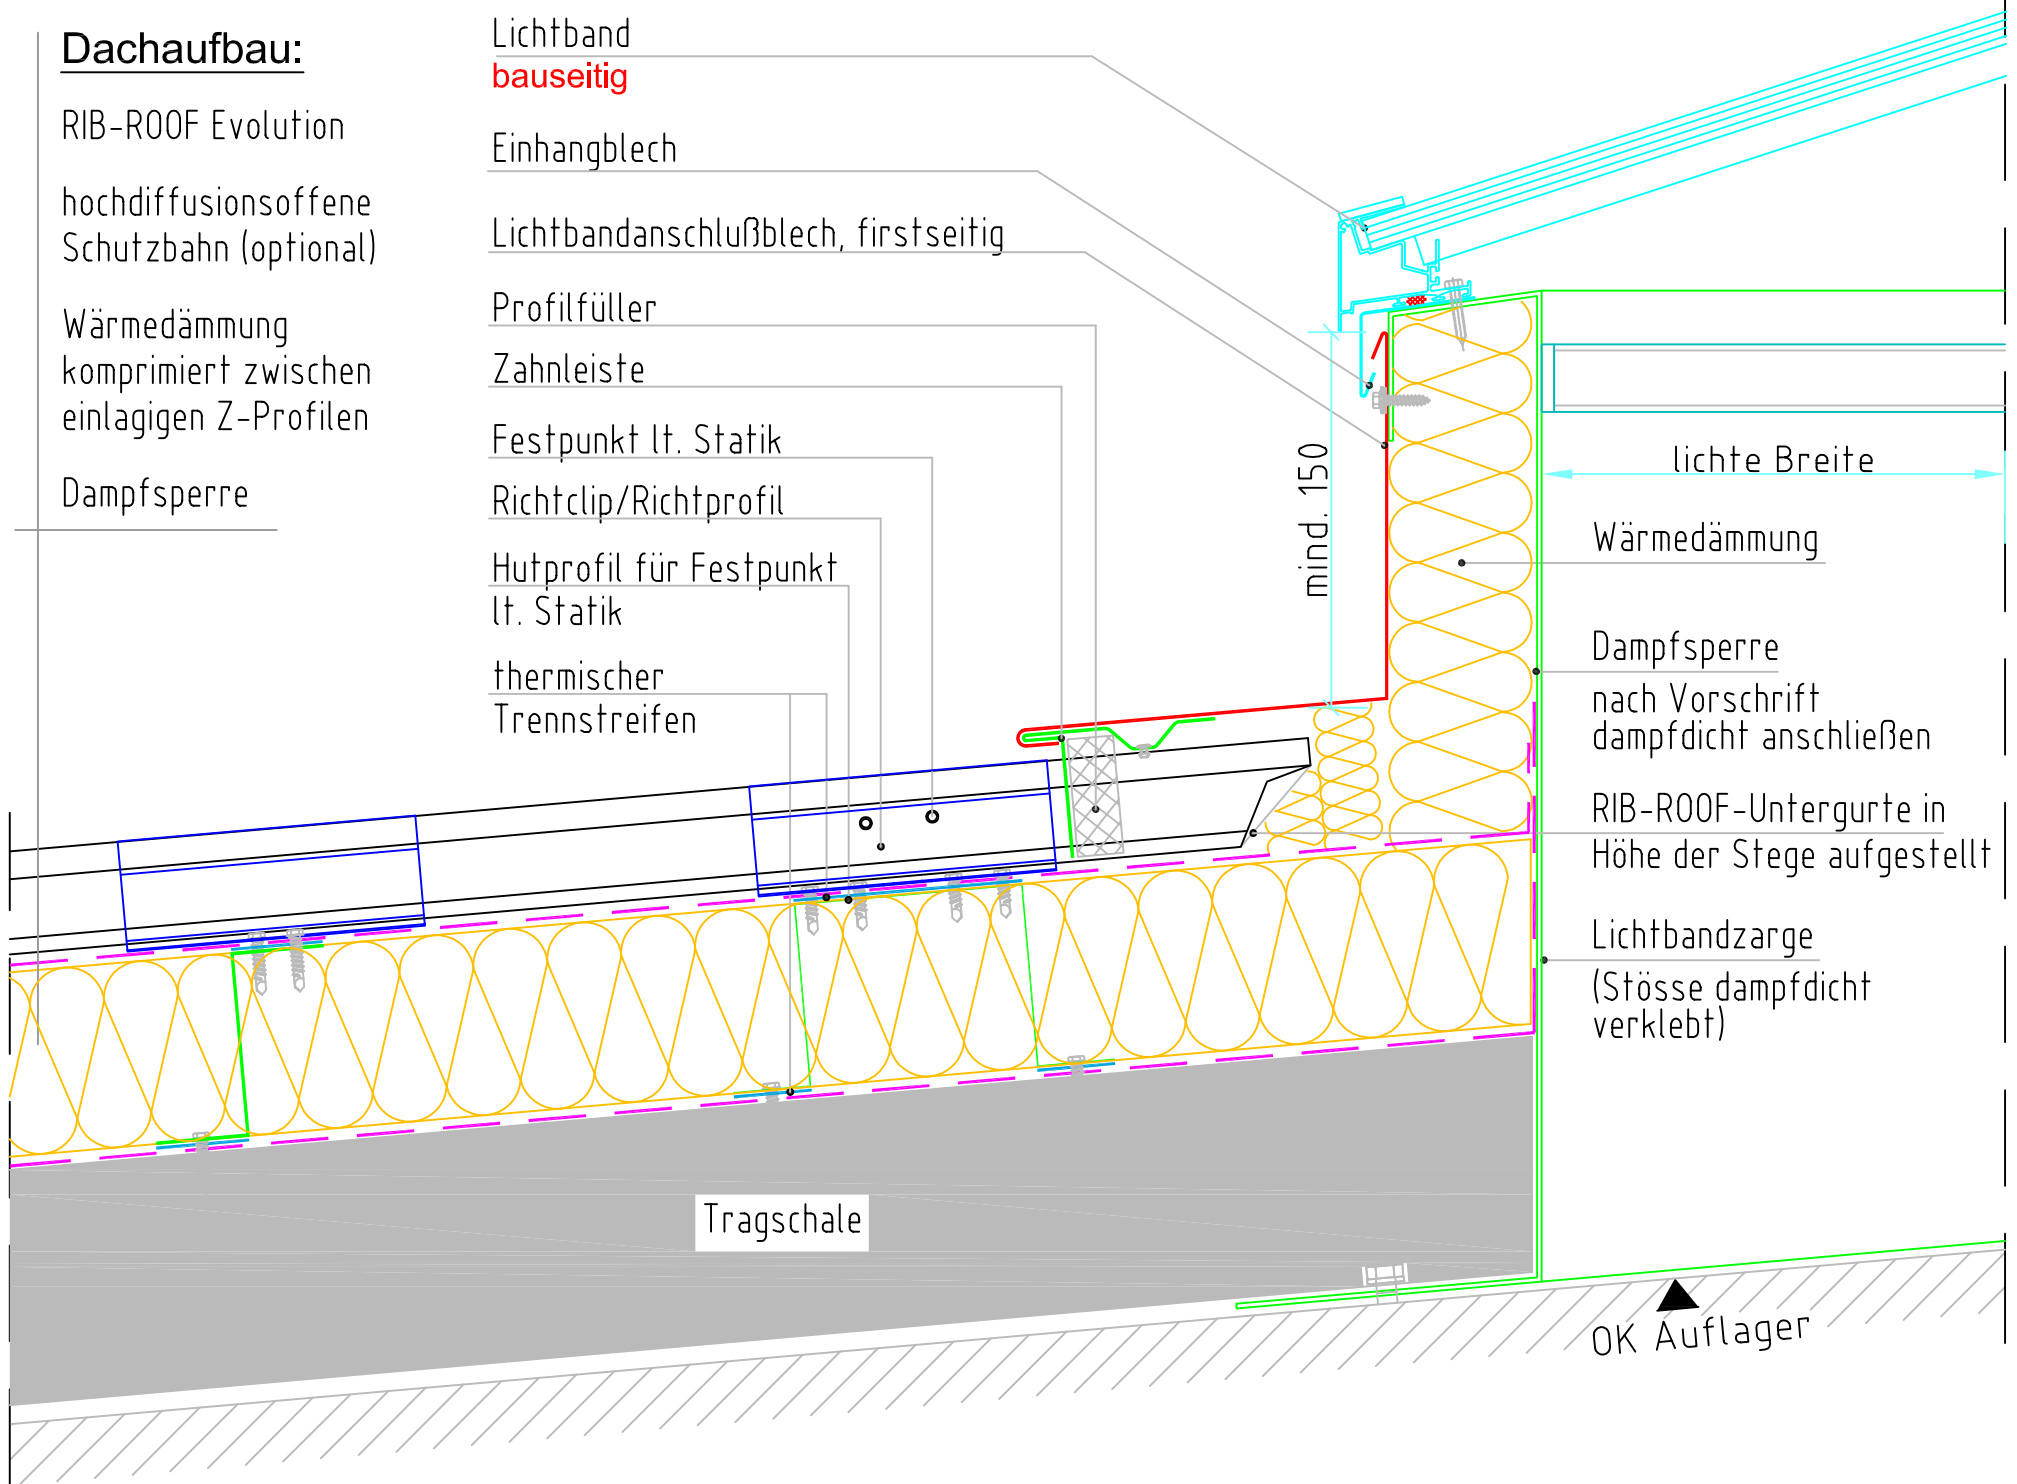 Dachaufbau:
RIB-ROOF Evolution
hochdiffusionsoffene
Schutzbahn (optional)
Wärmedämmung
komprimiert zwischen
einlagigen Z-Profilen
Dampfsperre
Lichtband
bauseitig
Einhangblech
Lichtbandanschlußblech, firstseitig
Profilfüller
Zahnleiste
Festpunkt lt. Statik
Richtclip/Richtprofil
Hutprofil für Festpunkt
lt. Statik
thermischer
Trennstreifen
mind. 150
lichte Breite
Wärmedämmung
Dampfsperre
nach Vorschrift
dampfdicht anschließen
RIB-ROOF-Untergurte in
Höhe der Stege aufgestellt
Lichtbandzarge
(Stösse dampfdicht
verklebt)
Tragschale
OK Auflager